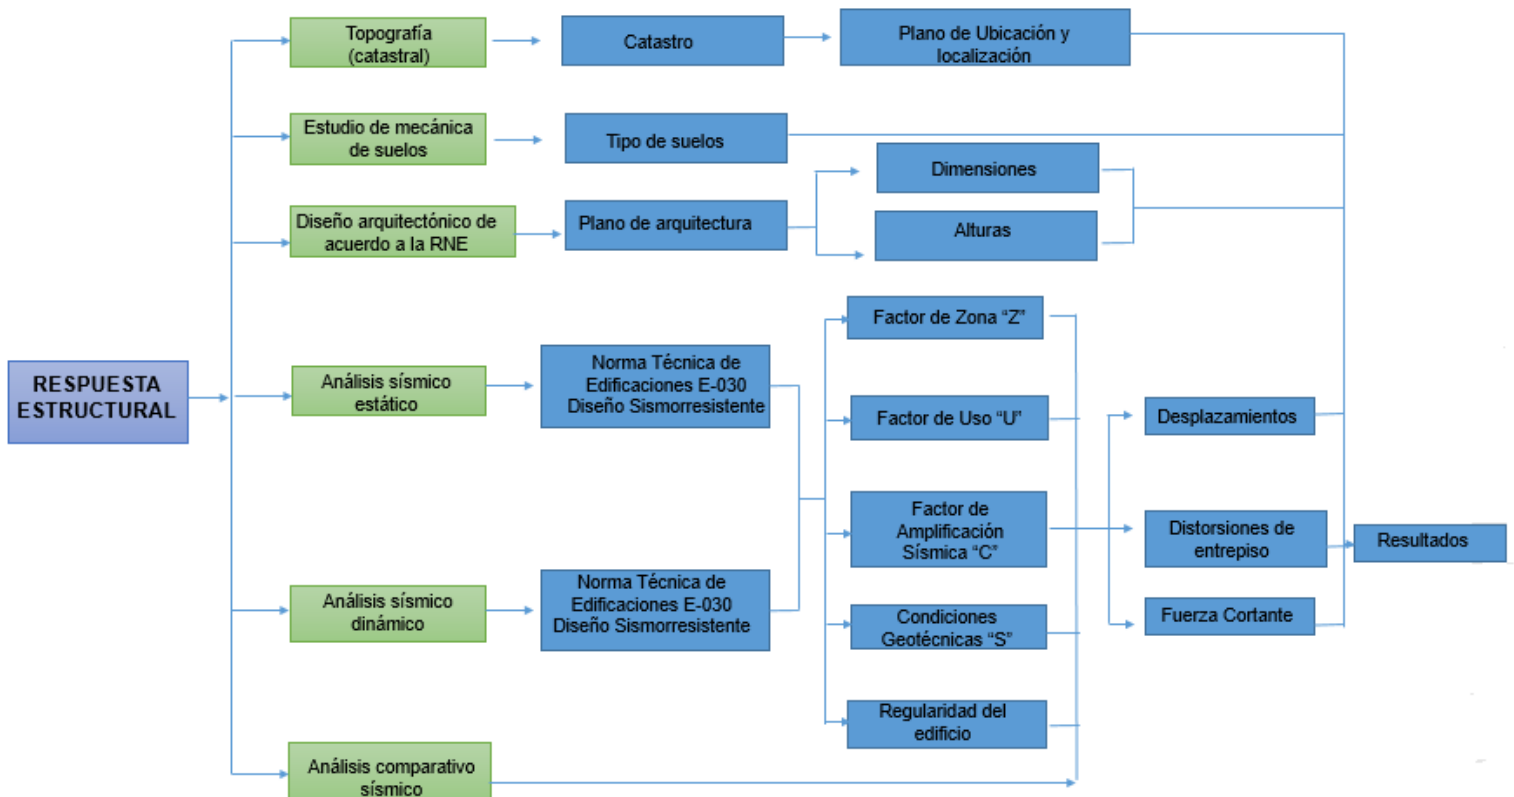 Topografía
(catastral)
Catastro
Plano de Ubicación y
localización
Estudio de mecánica
de suelos
Tipo de suelos
Diseño arquitectónico de
acuerdo a la RNE
Plano de arquitectura
Dimensiones
Alturas
RESPUESTA
ESTRUCTURAL
Análisis sísmico
estático
Norma Técnica de
Edificaciones E-030
Diseño Sismorresistente
Análisis sísmico
dinámico
Norma Técnica de
Edificaciones E-030
Diseño Sismorresistente
Factor de Zona “Z”
Factor de Uso “U”
Factor de
Amplificación
Sísmica “C”
Condiciones
Geotécnicas “S”
Regularidad del
edificio
Análisis comparativo
sísmico
Desplazamientos
Distorsiones de
entrepiso
Fuerza Cortante
Resultados